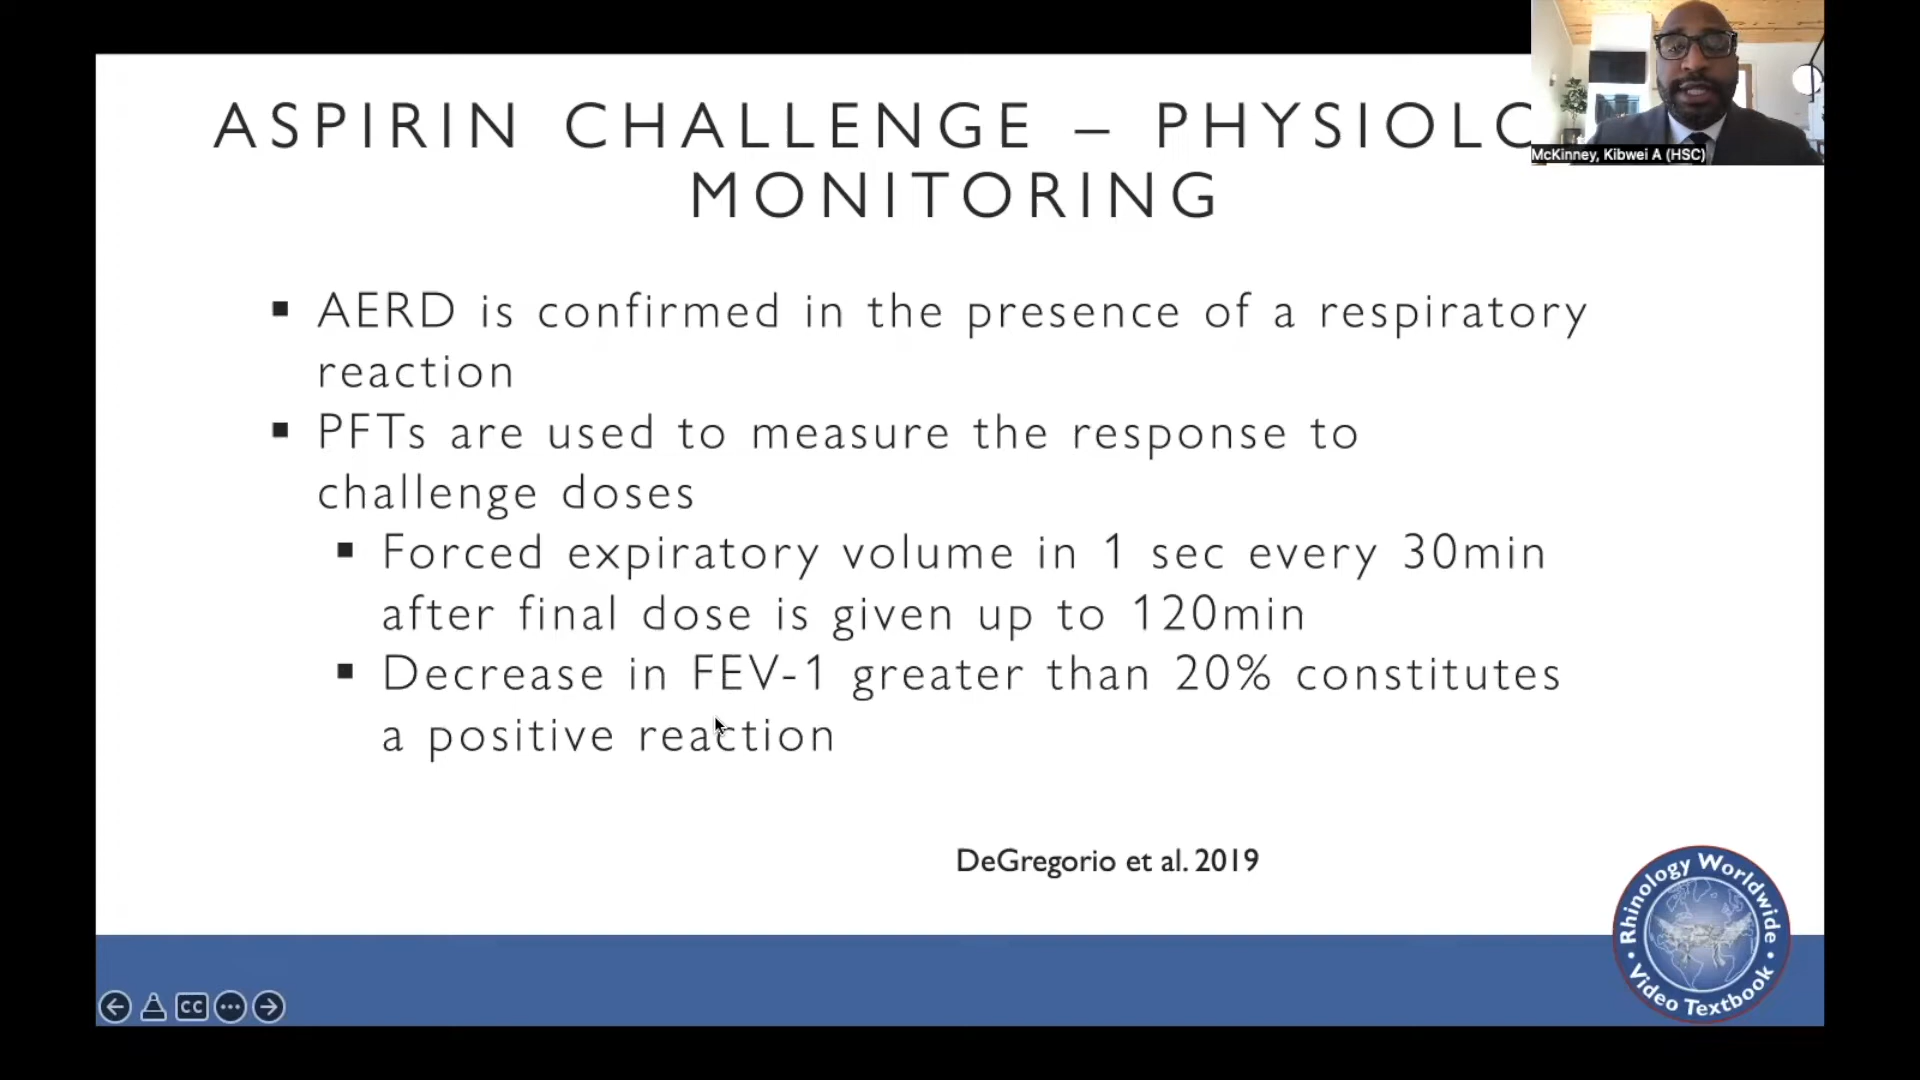 ASPIRIN CHALLENGE – PHYSIOLO
MONITORING
McKinney, Kibwei A (HSC)
▪ AERD is confirmed in the presence of a respiratory
reaction
▪ PFTs are used to measure the response to
challenge doses
▪ Forced expiratory volume in 1 sec every 30min
after final dose is given up to 120min
▪ Decrease in FEV-1 greater than 20% constitutes
a positive reaction
DeGregorio et al. 2019
Rhinology Worldwide
• Video Textbook •
CC